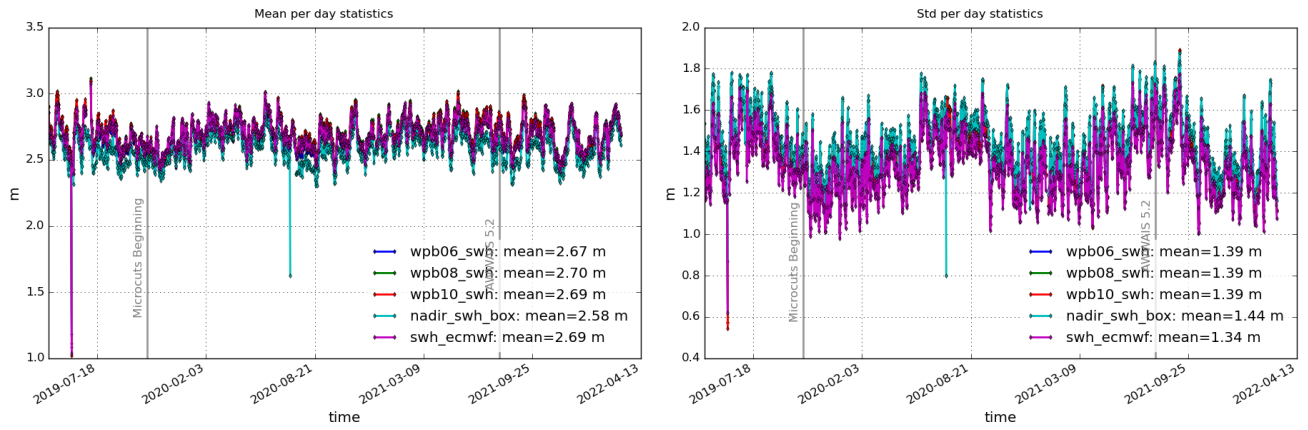 Mean per day statistics
3.5
3.0
2.5
2.0
1.5
1.0
m
Microcuts Beginning
5.2
wpb06_swh: mean=2.67 m
wpb08_swh: mean=2.70 m
wpb10_swh: mean=2.69 m
nadir_swh_box: mean=2.58 m
swh_ecmwf: mean=2.69 m
2019-07-18
2020-02-03
2020-08-21
2021-03-09
2021-09-25
2022-04-13
time
Std per day statistics
2.0
1.8
1.6
1.4
1.2
1.0
0.8
0.6
0.4
m
Microcuts Beginning
5.2
wpb06_swh: mean=1.39 m
wpb08_swh: mean=1.39 m
wpb10_swh: mean=1.39 m
nadir_swh_box: mean=1.44 m
swh_ecmwf: mean=1.34 m
2019-07-18
2020-02-03
2020-08-21
2021-03-09
2021-09-25
2022-04-13
time